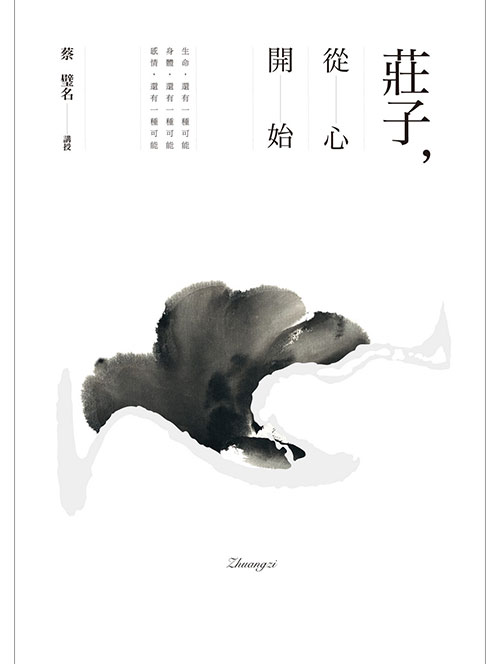 莊子，
從心
開始
生命・還有一種可能
身體・還有一種可能
感情・還有一種可能
蔡璧名 講授
Zhuangzi